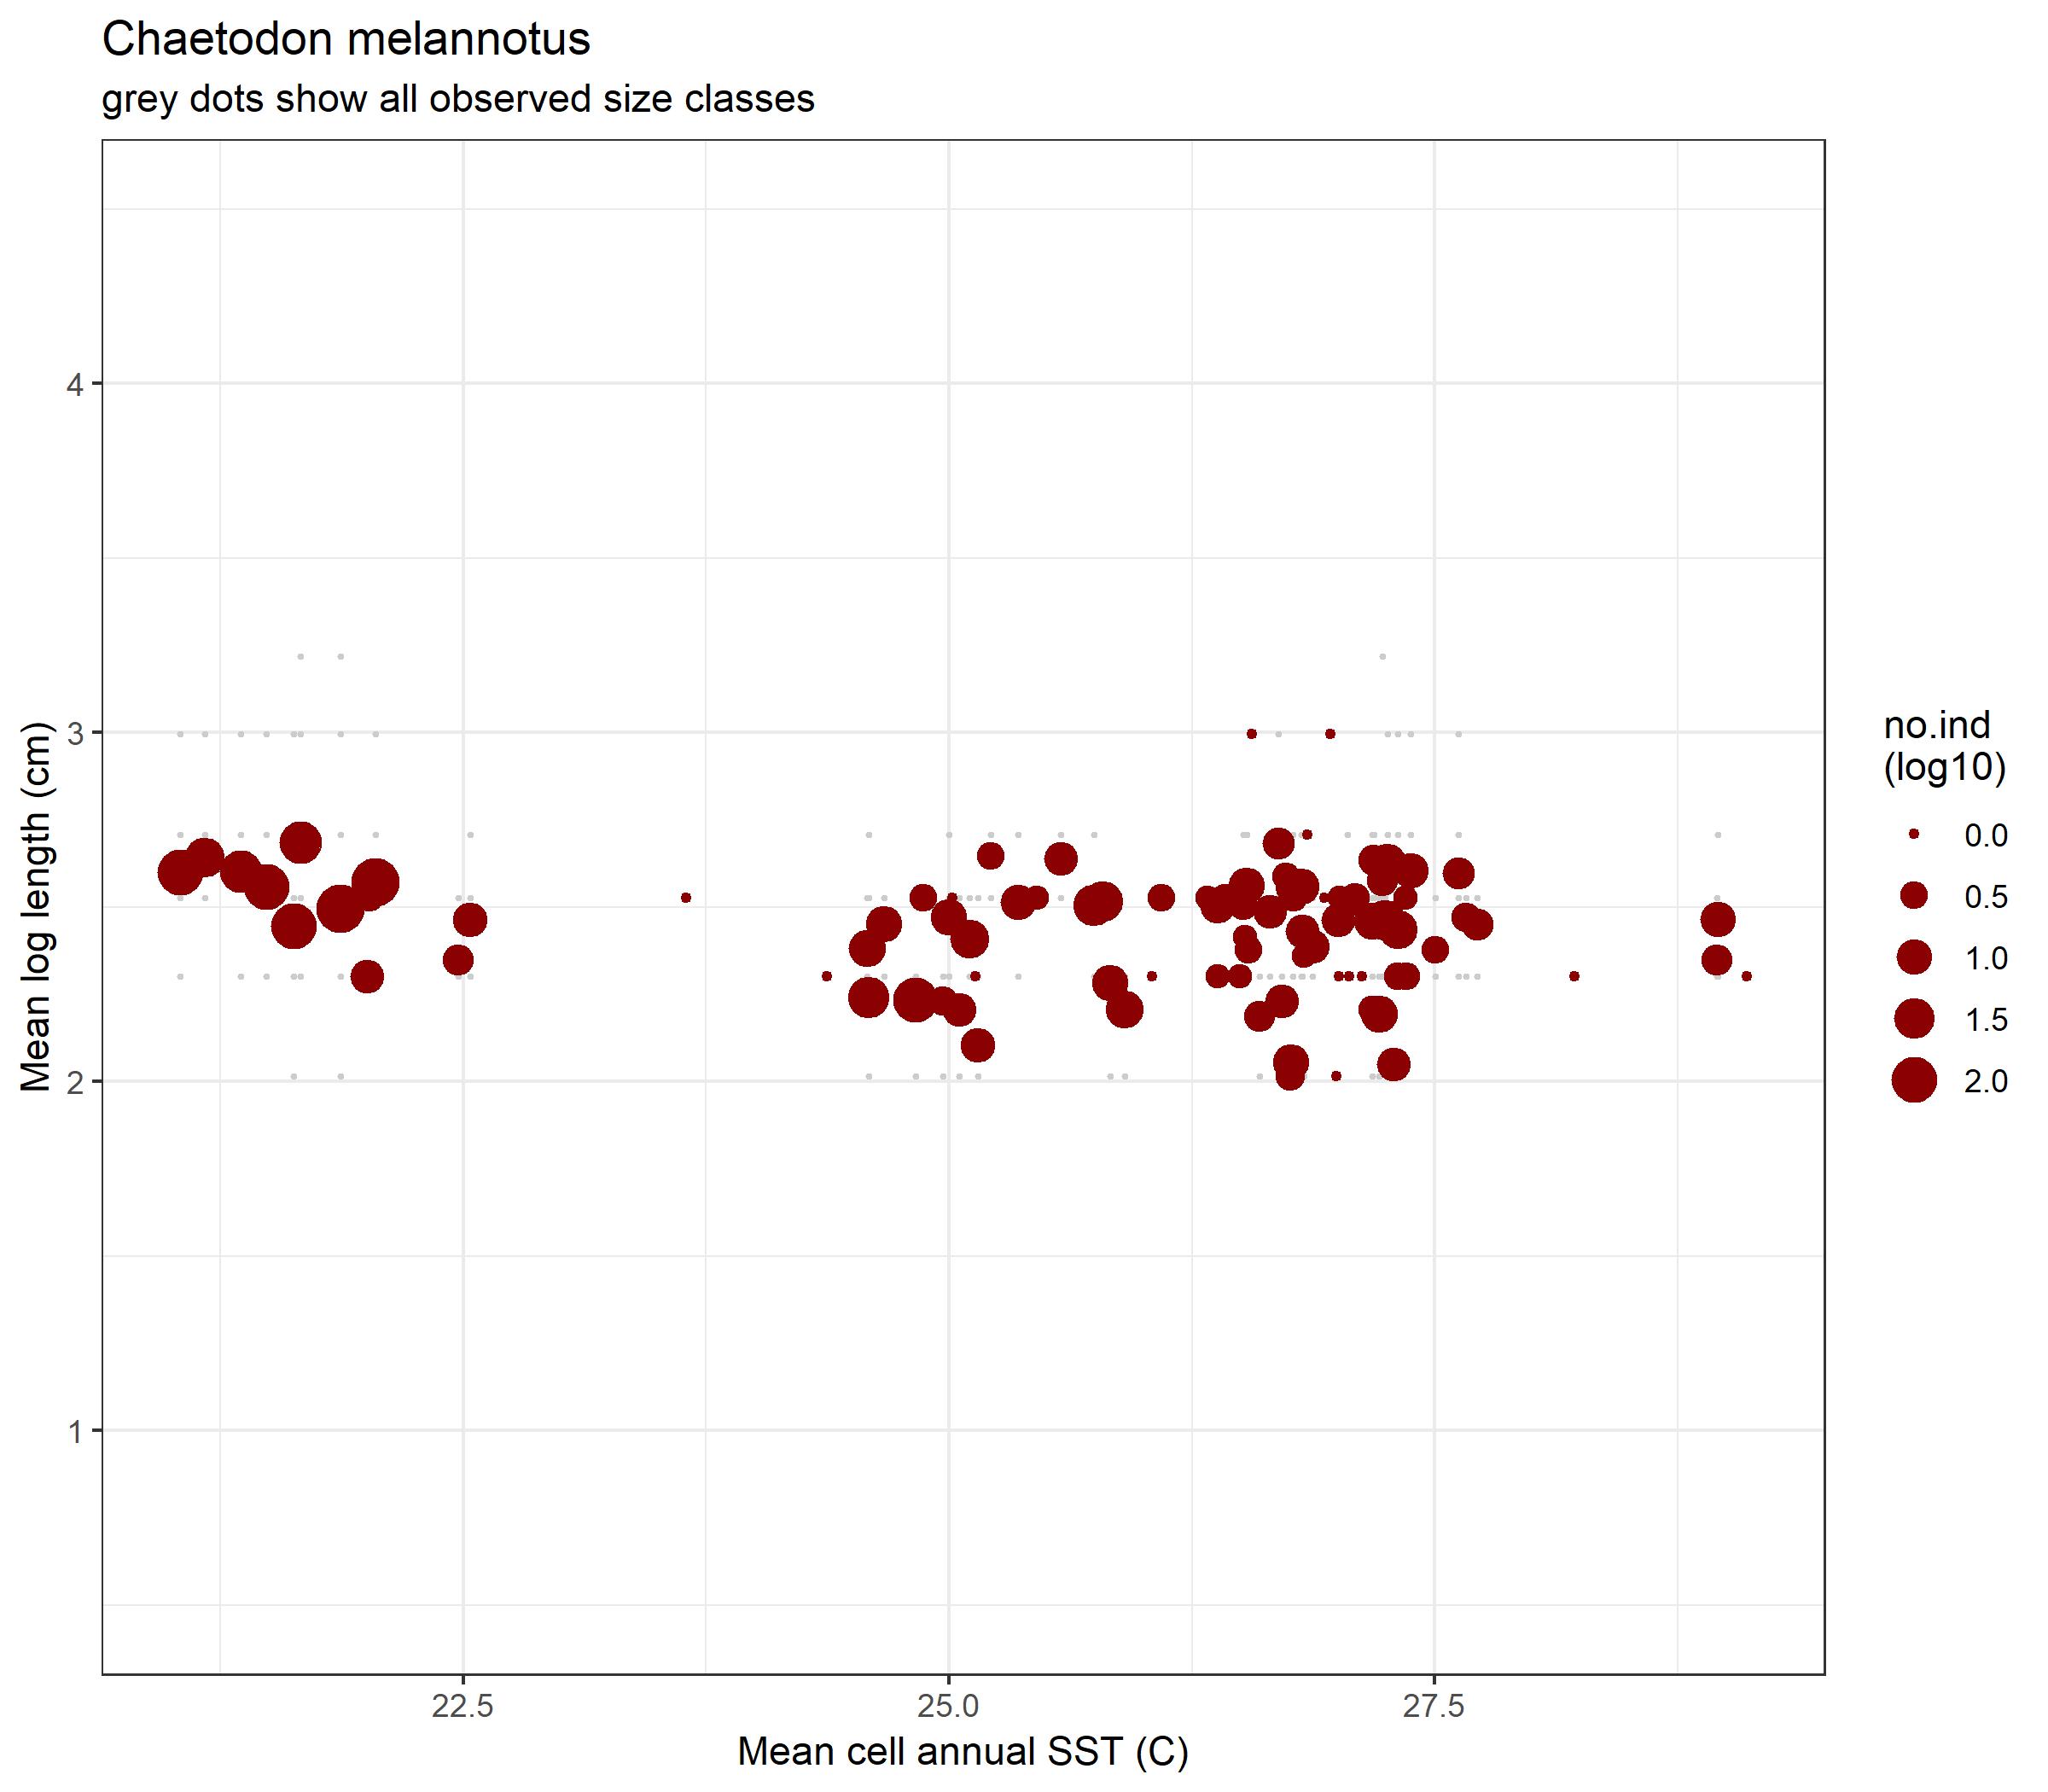 Chaetodon melannotus
grey dots show all observed size classes
Mean log length (cm)
4
3
2
1
22.5
25.0
27.5
Mean cell annual SST (C)
no.ind
(log10)
0.0
0.5
1.0
1.5
2.0